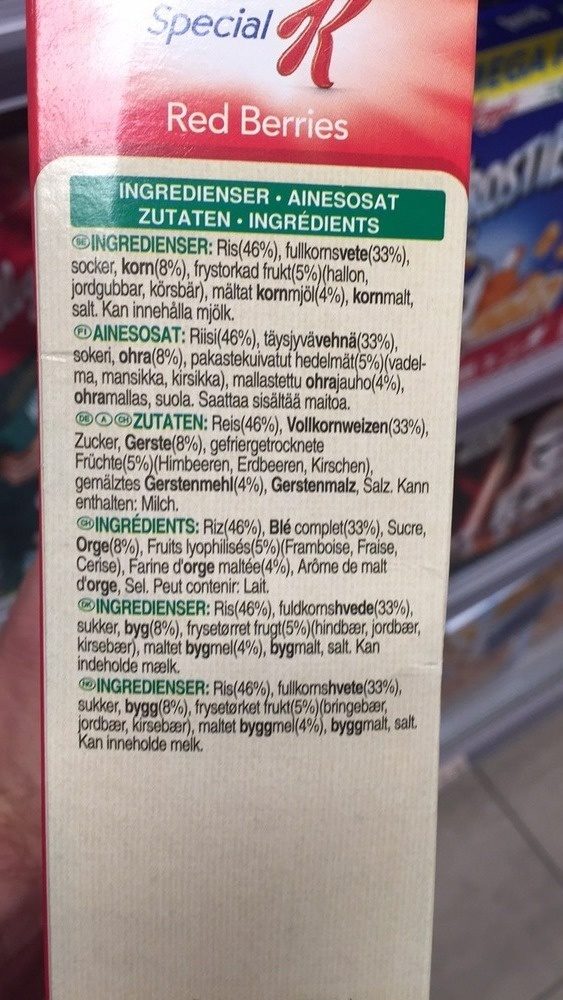 Special K
Red Berries
INGREDIENSER • AINESOSAT
ZUTATEN • INGRÉDIENTS
SE INGREDIENSER: Ris(46%), fullkornsvete(33%),
socker, korn(8%), frystorkad frukt(5%)(hallon,
jordgubbar, körsbär), mältat kornmjöl(4%), kornmalt,
salt. Kan innehålla mjölk.
FI AINESOSAT: Riisi(46%), täysjyvävehnä(33%),
sokeri, ohra(8%), pakastekuivatut hedelmät(5%)(vadel-
ma, mansikka, kirsikka), mallastettu ohrajauho(4%),
ohramallas, suola. Saattaa sisältää maitoa.
DE A CH ZUTATEN: Reis(46%), Vollkornweizen(33%),
Zucker, Gerste(8%), gefriergetrocknete
Früchte(5%)(Himbeeren, Erdbeeren, Kirschen),
gemälztes Gerstenmehl(4%), Gerstenmalz, Salz. Kann
enthalten: Milch.
CH INGRÉDIENTS: Riz(46%), Blé complet(33%), Sucre,
Orge(8%), Fruits lyophilisés(5%)(Framboise, Fraise,
Cerise), Farine d'orge maltée(4%), Arôme de malt
d'orge, Sel. Peut contenir: Lait.
DK INGREDIENSER: Ris(46%), fuldkornshvede(33%),
sukker, byg(8%), frysetørret frugt(5%)(hindbær, jordbær,
kirsebær), maltet bygmel(4%), bygmalt, salt. Kan
indeholde mælk.
NO INGREDIENSER: Ris(46%), fullkornshvete(33%),
sukker, bygg(8%), frysetørket frukt(5%)(bringebær,
jordbær, kirsebær), maltet byggmel(4%), byggmalt, salt.
Kan inneholde melk.